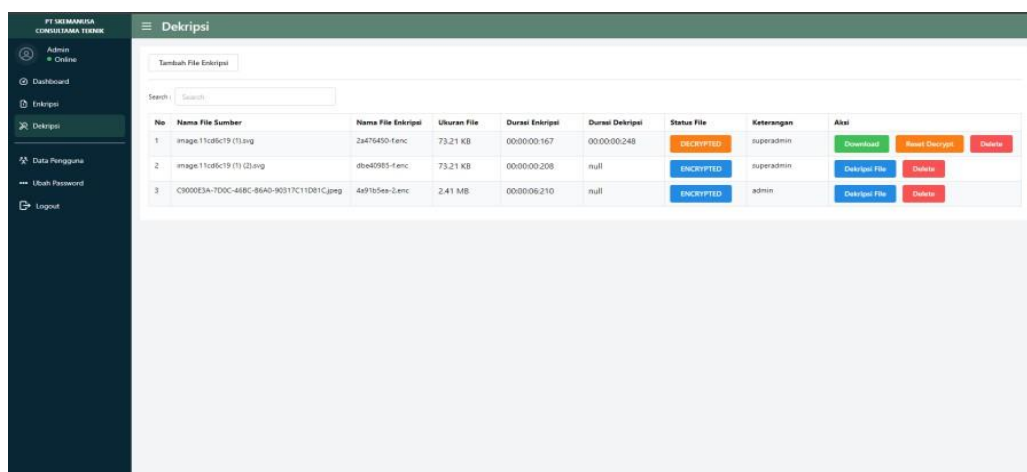 PT SKEMANUSA
CONSULTAMA TEKNIK
Dekripsi
Admin
Online
Dashboard
Enkripsi
Dekripsi
Data Pengguna
Ubah Password
Logout
Tambah File Enkripsi
Search : Search
No Nama File Sumber Nama File Enkripsi Ukuran File Durasi Enkripsi Durasi Dekripsi Status File Keterangan Aksi
1 image.11cd6c19 (1).svg 2a476450-f.enc 73.21 KB 00:00:00:167 00:00:00:248 DECRYPTED superadmin Download Reset Decrypt Delete
2 image.11cd6c19 (1) (2).svg dbe40985-f.enc 73.21 KB 00:00:00:208 null ENCRYPTED superadmin Dekripsi File Delete
3 C9000E3A-7D0C-46BC-B6A0-90317C11D81C.jpeg 4a91b5ea-2.enc 2.41 MB 00:00:06:210 null ENCRYPTED admin Dekripsi File Delete